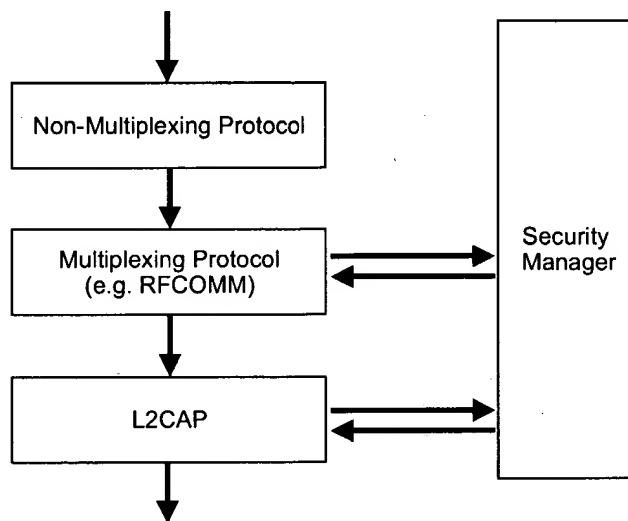 Non-Multiplexing Protocol
Multiplexing Protocol
(e.g. RFCOMM)
Security
Manager
L2CAP